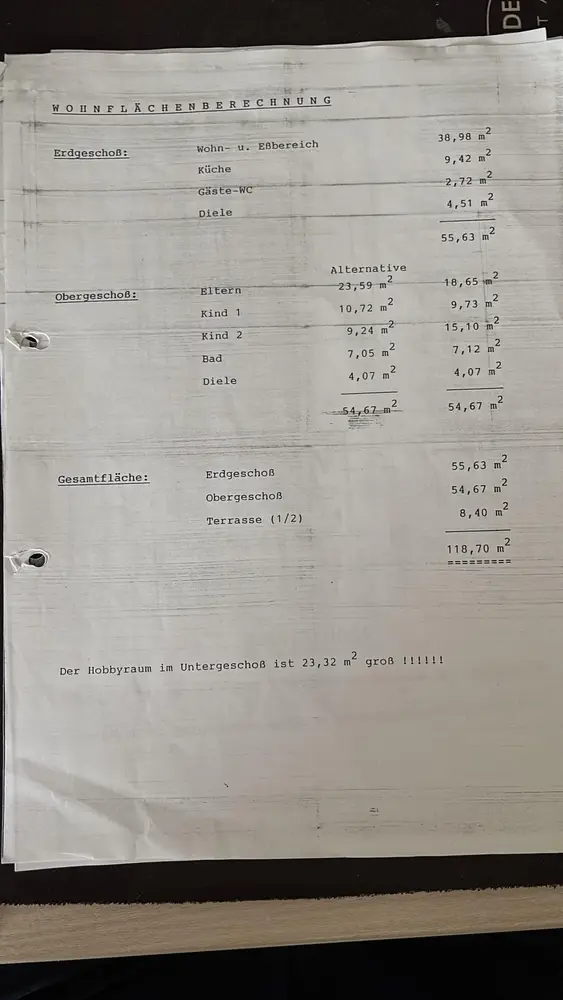 DE
T
W O H N F L Ä C H E N B E R E C H N U N G
Erdgeschoß: Wohn- u. Eßbereich 38,98 m²
Küche 9,42 m²
Gäste-WC 2,72 m²
Diele 4,51 m²
55,63 m²
Alternative
Obergeschoß: Eltern 23,59 m² 18,65 m²
Kind 1 10,72 m² 9,73 m²
Kind 2 9,24 m² 15,10 m²
Bad 7,05 m² 7,12 m²
Diele 4,07 m² 4,07 m²
54,67 m² 54,67 m²
Gesamtfläche: Erdgeschoß 55,63 m²
Obergeschoß 54,67 m²
Terrasse (1/2) 8,40 m²
118,70 m²
=========
Der Hobbyraum im Untergeschoß ist 23,32 m² groß !!!!!!